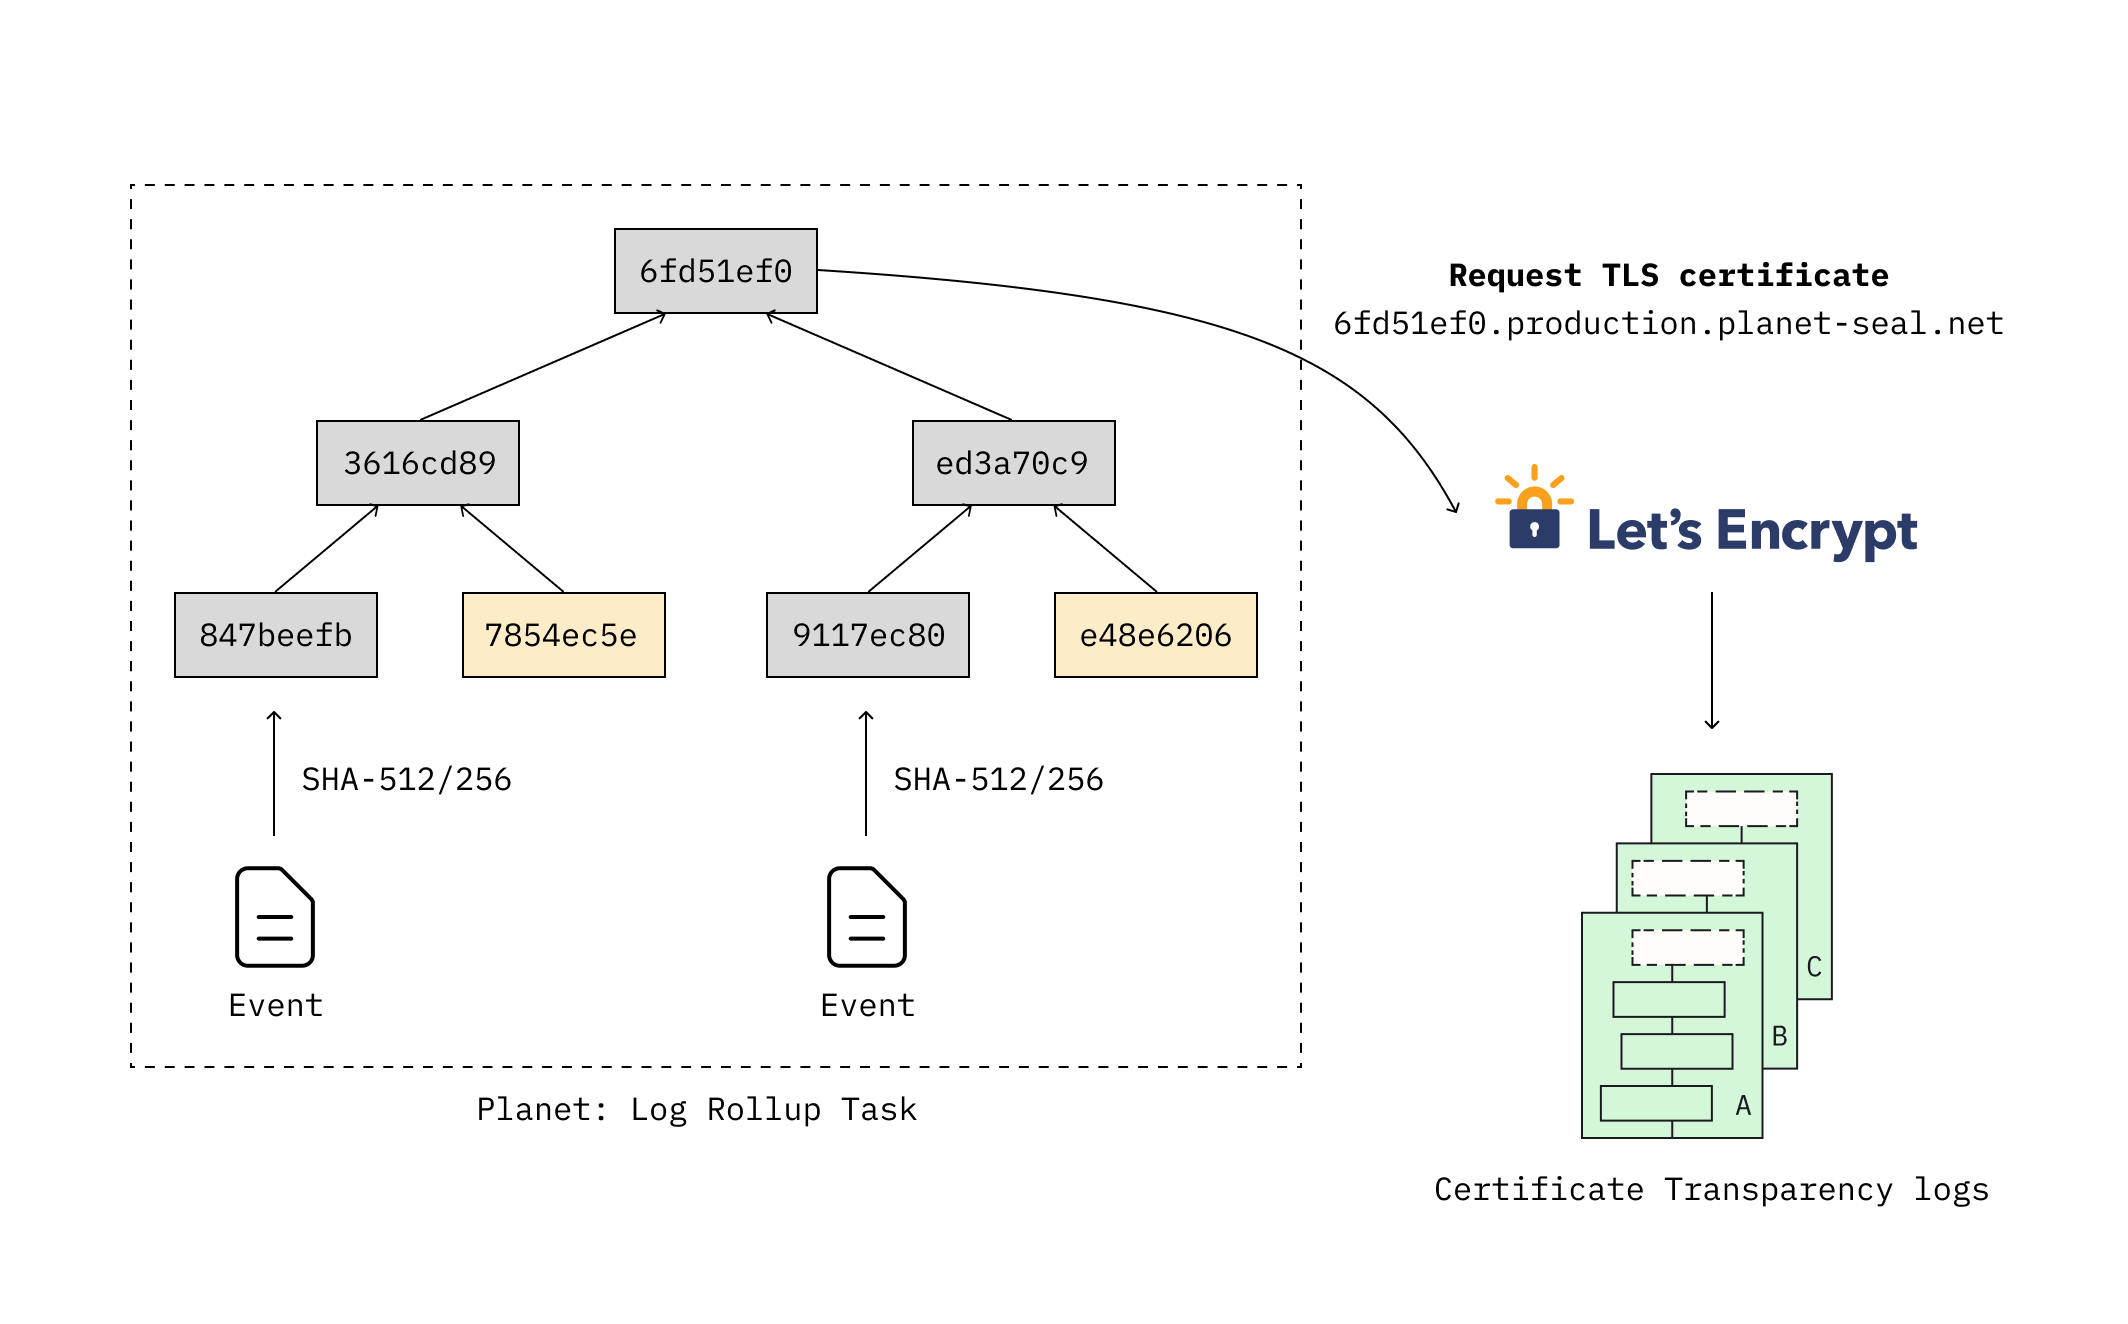 6fd51ef0
Request TLS certificate
6fd51ef0.production.planet-seal.net
3616cd89
ed3a70c9
Let's Encrypt
847beefb
7854ec5e
9117ec80
e48e6206
SHA-512/256
SHA-512/256
Event
Event
C
B
A
Planet: Log Rollup Task
Certificate Transparency logs